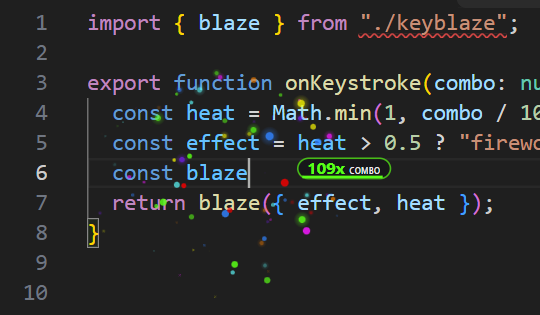 1 import { blaze } from "./keyblaze";
2
3 export function onKeystroke(combo: nu
4 const heat = Math.min(1, combo / 10
5 const effect = heat > 0.5 ? "firewo
6 const blaze 109x COMBO
7 return blaze({ effect, heat });
8 }
9
10